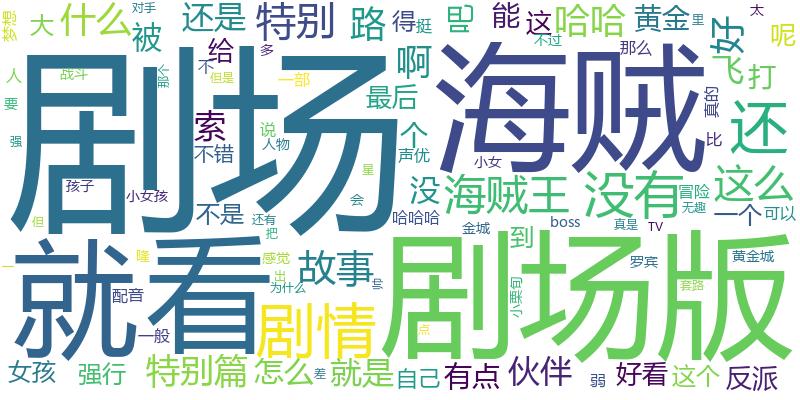 梦想 大 什么 对手 被 还是 特别 路 得 挺 吧 能 这 哈哈 黄金 里 好 太 呢
人 战斗 那个 给 不 多 但是 一部 啊 不过 那么 飞 打
要 强 索 不错 说 人物 最后 个 声优 真的 比 还
剧场 海贼
孩子 小女孩 不是 还有 把 会 星 没 海贼王 小女 没有 冒险 无趣 这么 一个 可以
但 哈哈哈 金城 到 boss 真是 TV
就看 故事 感觉 出 为什么 剧场版 罗宾 黄金城 套路
一 隆 配音 一般 剧情 点 小栗旬
女孩 强行 特别篇 怎么 差 就是 自己 有点 伙伴 弱 好看 这个 反派